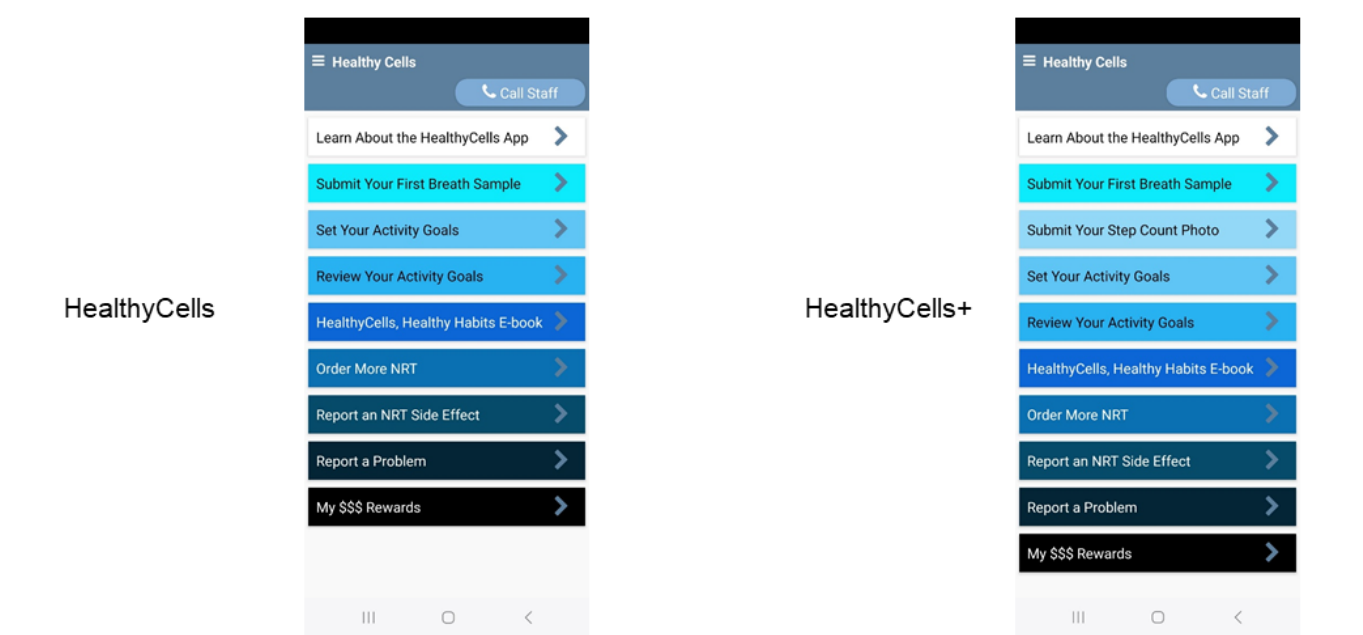 HealthyCells
Healthy Cells
Call Staff
Learn About the HealthyCells App
Submit Your First Breath Sample
Set Your Activity Goals
Review Your Activity Goals
HealthyCells, Healthy Habits E-book
Order More NRT
Report an NRT Side Effect
Report a Problem
My $$$ Rewards
HealthyCells+
Healthy Cells
Call Staff
Learn About the HealthyCells App
Submit Your First Breath Sample
Submit Your Step Count Photo
Set Your Activity Goals
Review Your Activity Goals
HealthyCells, Healthy Habits E-book
Order More NRT
Report an NRT Side Effect
Report a Problem
My $$$ Rewards